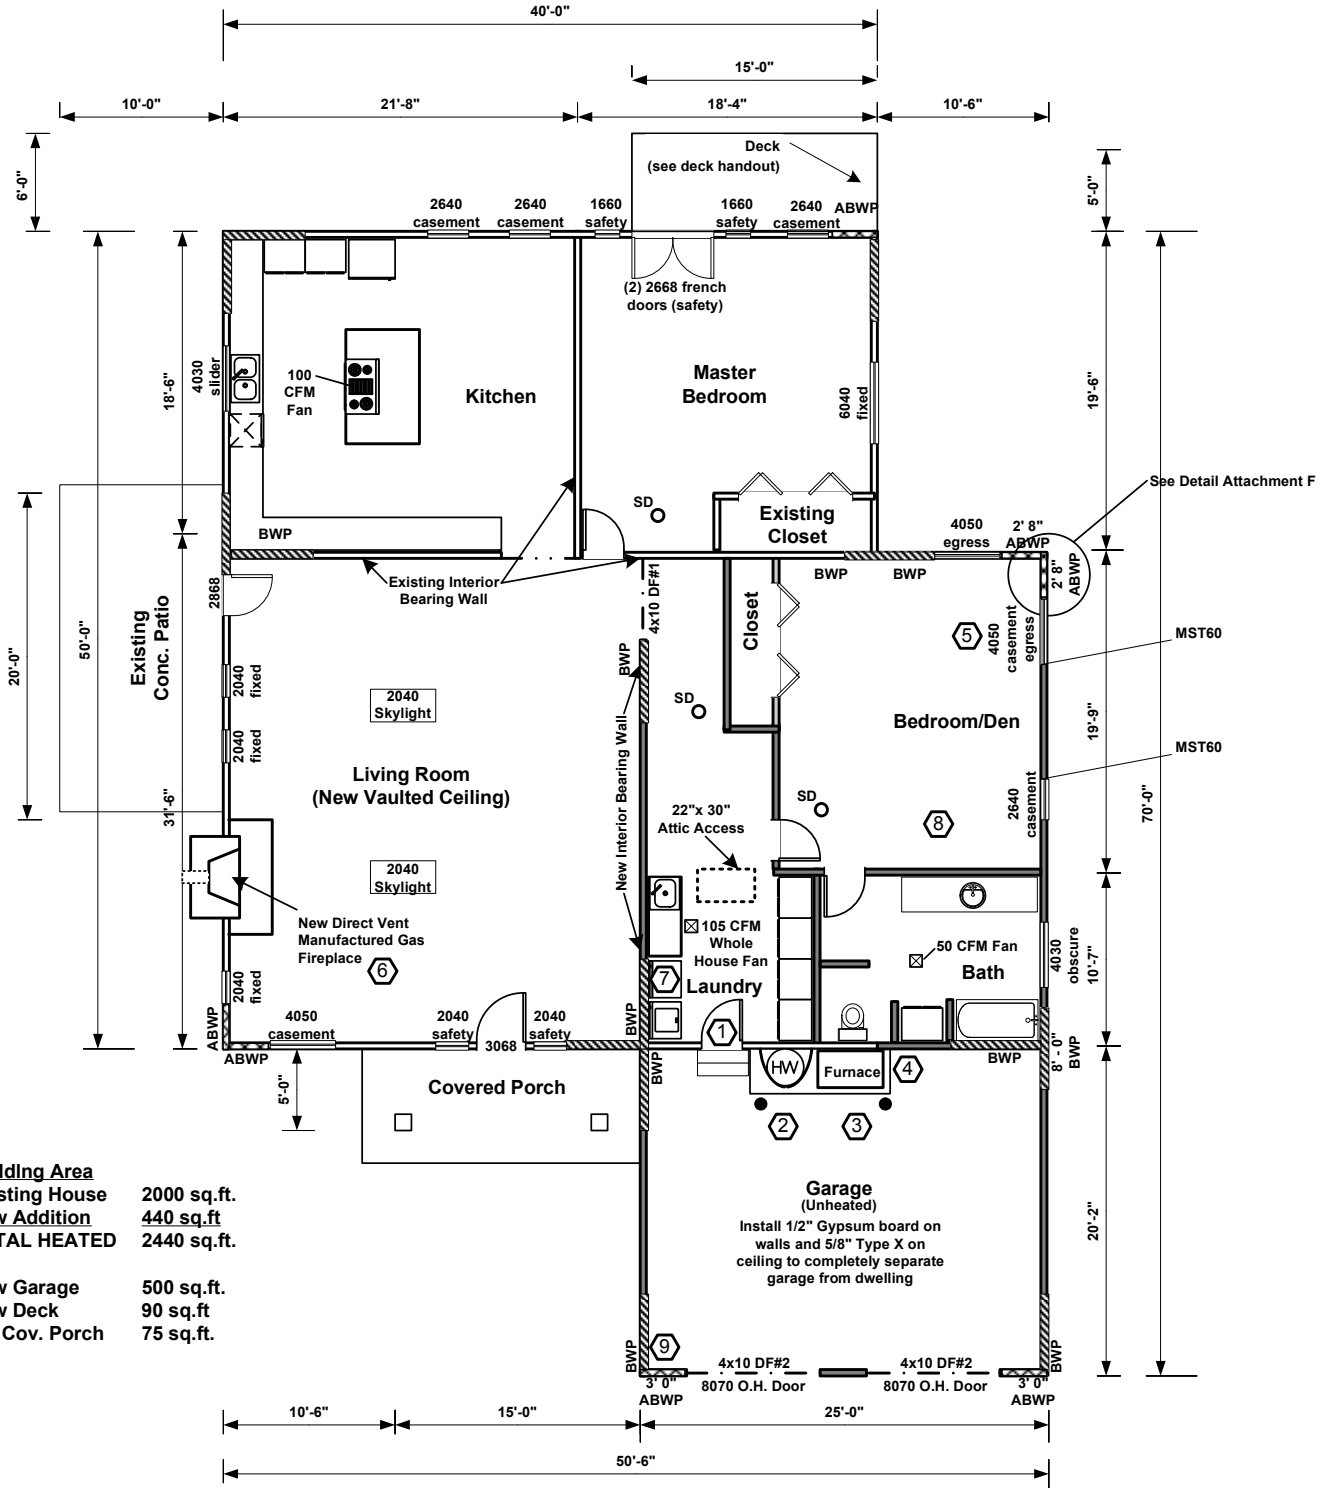 40'-0"
15'-0"
10'-0"
21'-8"
18'-4"
10'-6"
6'-0"
5'-0"
Deck
(see deck handout)
2640
casement
2640
casement
1660
safety
1660
safety
2640
casement
ABWP
(2) 2668 french
doors (safety)
4030
slider
18'-6"
100
CFM
Fan
Kitchen
Master
Bedroom
6040
fixed
19'-6"
See Detail Attachment F
SD
Existing
Closet
BWP
4050
egress
2' 8"
ABWP
2' 8"
ABWP
Existing Interior
Bearing Wall
BWP
BWP
2868
4x10 DF#1
Closet
BWP
5
4050
casement
egress
MST60
20'-0"
50'-0"
Existing
Conc. Patio
2040
fixed
2040
Skylight
SD
Bedroom/Den
19'-9"
2040
fixed
MST60
Living Room
(New Vaulted Ceiling)
New Interior Bearing Wall
31'-6"
SD
22"x 30"
Attic Access
8
2640
casement
70'-0"
2040
Skylight
New Direct Vent
Manufactured Gas
Fireplace
105 CFM
Whole
House Fan
50 CFM Fan
Bath
4030
obscure
10'-7"
6
7
Laundry
2040
fixed
ABWP
ABWP
4050
casement
2040
safety
3068
2040
safety
BWP
1
BWP
BWP
8' - 0"
BWP
5'-0"
Covered Porch
HW
Furnace
4
2
3
ldIng Area
sting House 2000 sq.ft.
w Addition 440 sq.ft
TAL HEATED 2440 sq.ft.
w Garage 500 sq.ft.
w Deck 90 sq.ft
Cov. Porch 75 sq.ft.
Garage
(Unheated)
Install 1/2" Gypsum board on
walls and 5/8" Type X on
ceiling to completely separate
garage from dwelling
20'-2"
BWP
9
4x10 DF#2
8070 O.H. Door
4x10 DF#2
8070 O.H. Door
BWP
3' 0"
ABWP
3' 0"
ABWP
10'-6"
15'-0"
25'-0"
50'-6"